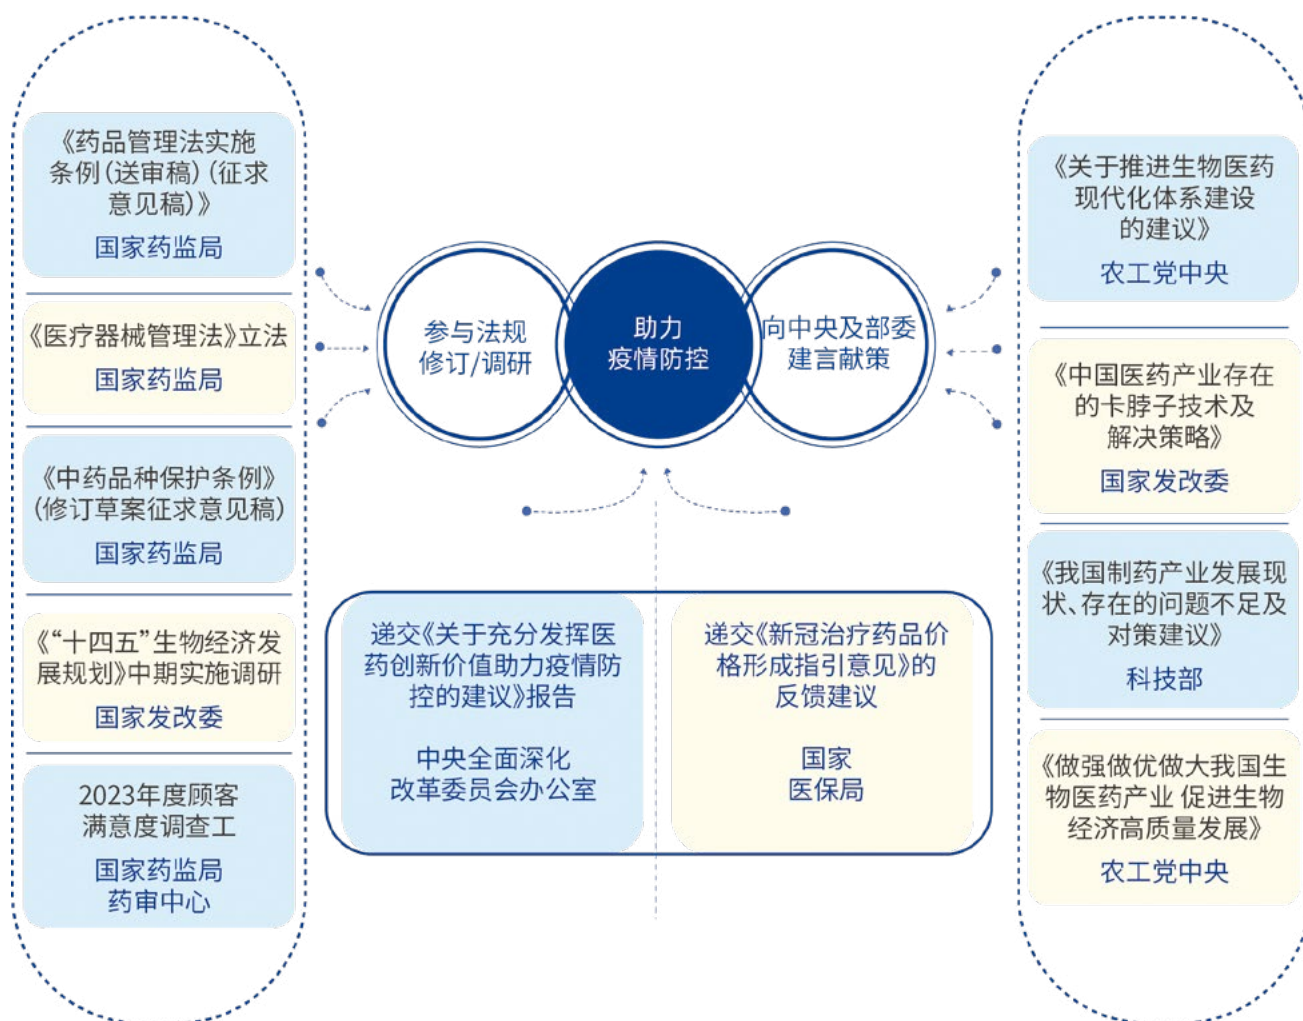 《药品管理法实施
条例(送审稿)(征求
意见稿)》
国家药监局
《医疗器械管理法》立法
国家药监局
《中药品种保护条例》
(修订草案征求意见稿)
国家药监局
《“十四五”生物经济发
展规划》中期实施调研
国家发改委
2023年度顾客
满意度调查工
国家药监局
药审中心
参与法规
修订/调研
助力
疫情防控
向中央及部委
建言献策
递交《关于充分发挥医
药创新价值助力疫情防
控的建议》报告
中央全面深化
改革委员会办公室
递交《新冠治疗药品价
格形成指引意见》的
反馈建议
国家
医保局
《关于推进生物医药
现代化体系建设
的建议》
农工党中央
《中国医药产业存在
的卡脖子技术及
解决策略》
国家发改委
《我国制药产业发展现
状、存在的问题不足及
对策建议》
科技部
《做强做优做大我国生
物医药产业 促进生物
经济高质量发展》
农工党中央